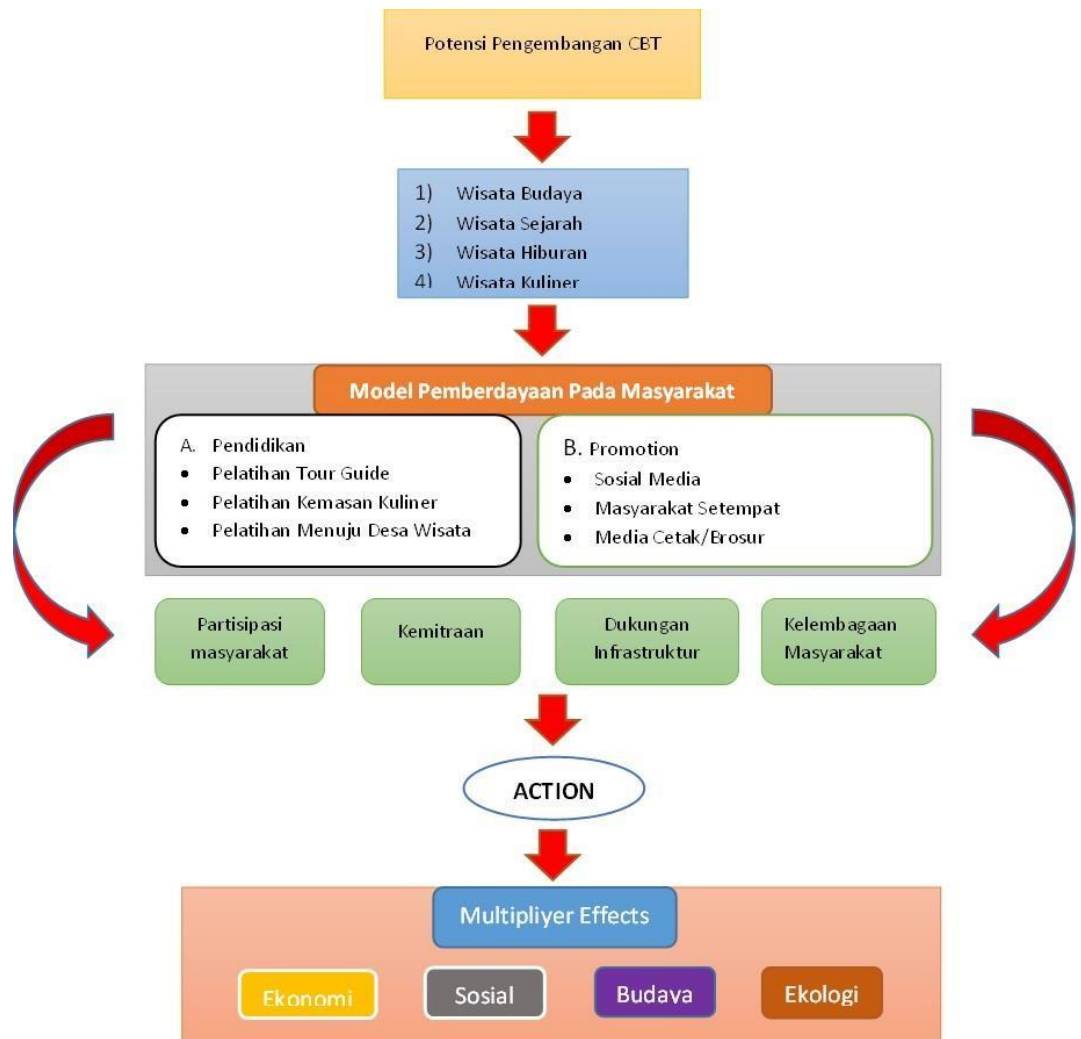 Potensi Pengembangan CBT
1) Wisata Budaya
2) Wisata Sejarah
3) Wisata Hiburan
4) Wisata Kuliner
Model Pemberdayaan Pada Masyarakat
A. Pendidikan
• Pelatihan Tour Guide
• Pelatihan Kemasan Kuliner
• Pelatihan Menuju Desa Wisata
B. Promotion
• Sosial Media
• Masyarakat Setempat
• Media Cetak/Brosur
Partisipasi
masyarakat
Kemitraan
Dukungan
Infrastruktur
Kelembagaan
Masyarakat
ACTION
Multipliyer Effects
Ekonomi
Sosial
Budaya
Ekologi